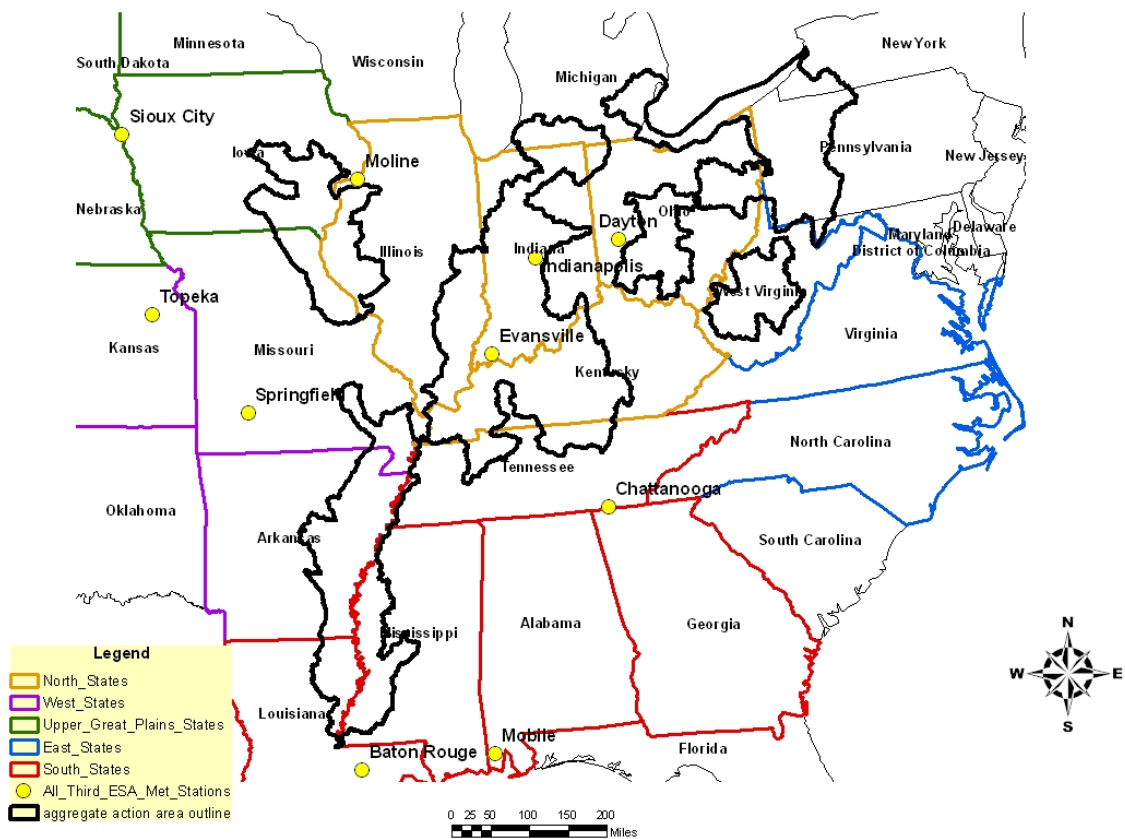 Minnesota
New York
South Dakota
Wisconsin
Michigan
Sioux City
Iowa
Moline
Pennsylvania
New Jersey
Nebraska
Illinois
Ohio
Dayton
Indiana
Indianapolis
Maryland
Delaware
District of Columbia
West Virginia
Topeka
Kansas
Missouri
Evansville
Virginia
Kentucky
Springfield
North Carolina
Tennessee
Oklahoma
Chattanooga
Arkansas
South Carolina
Mississippi
Alabama
Georgia
Louisiana
Baton Rouge
Mobile
Florida
Legend
North_States
West_States
Upper_Great_Plains_States
East_States
South_States
All_Third_ESA_Met_Stations
aggregate action area outline
N
W E
S
0 25 50 100 150 200
Miles